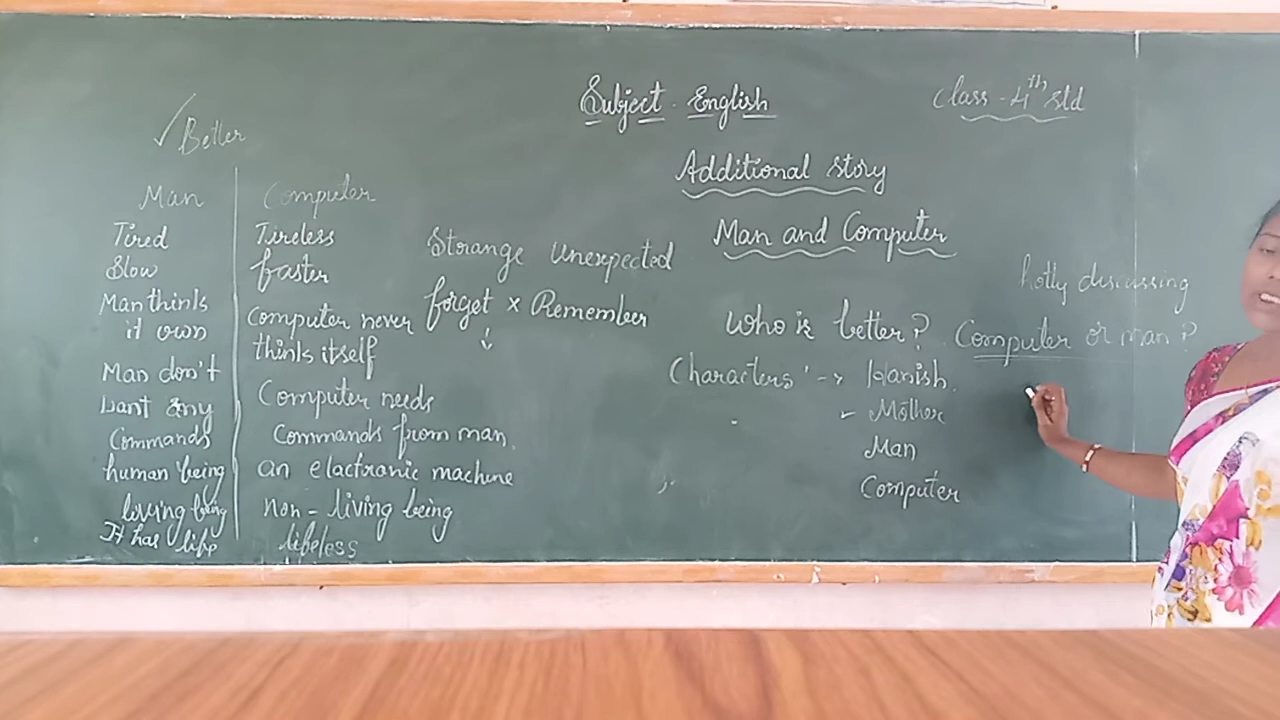 Subject - English
Class - 4th Std
Additional story
Man and Computer
✓ Better
Man
Computer
Tired
Tireless
Slow
faster
Man thinks
it own
Computer never
thinks itself
Man don't
want any
Commands
Computer needs
Commands from man.
human being
an elactronic machine
living being
non - living being
It has life
lifeless
Storange unexpected
forget × Remember
↓
hotly discussing
Who is better? Computer or man?
Characters' -> Hanish.
- Mother
Man
Computer